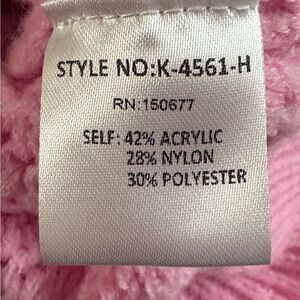 STYLE NO:K-4561-H
RN:150677
SELF: 42% ACRYLIC
28% NYLON
30% POLYESTER